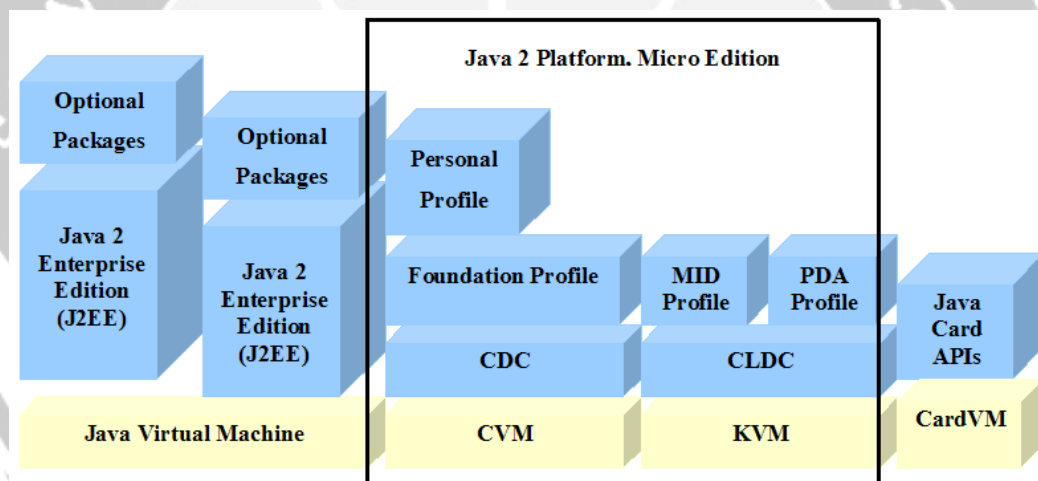 Java 2 Platform. Micro Edition
Optional
Packages
Optional
Packages
Personal
Profile
Java 2
Enterprise
Edition
(J2EE)
Java 2
Enterprise
Edition
(J2EE)
Foundation Profile
MID
Profile
PDA
Profile
Java
Card
APIs
CDC
CLDC
Java Virtual Machine
CVM
KVM
CardVM